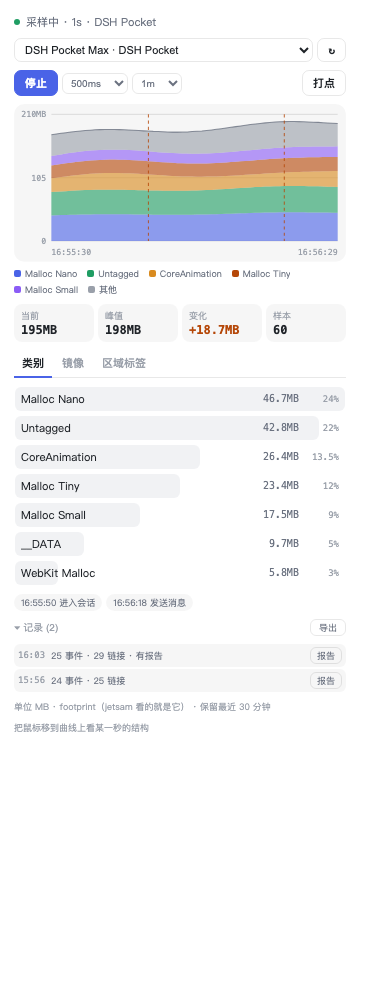 采样中 · 1s · DSH Pocket
DSH Pocket Max · DSH Pocket ↻
停止 500ms 1m 打点
210MB
105
0
16:55:30 16:56:29
Malloc Nano Untagged CoreAnimation Malloc Tiny
Malloc Small 其他
当前 峰值 变化 样本
195MB 198MB +18.7MB 60
类别 镜像 区域标签
Malloc Nano 46.7MB 24%
Untagged 42.8MB 22%
CoreAnimation 26.4MB 13.5%
Malloc Tiny 23.4MB 12%
Malloc Small 17.5MB 9%
__DATA 9.7MB 5%
WebKit Malloc 5.8MB 3%
16:55:50 进入会话 16:56:18 发送消息
记录 (2) 导出
16:03 25 事件 · 29 链接 · 有报告 报告
15:56 24 事件 · 25 链接 报告
单位 MB · footprint（jetsam 看的就是它） · 保留最近 30 分钟
把鼠标移到曲线上看某一秒的结构